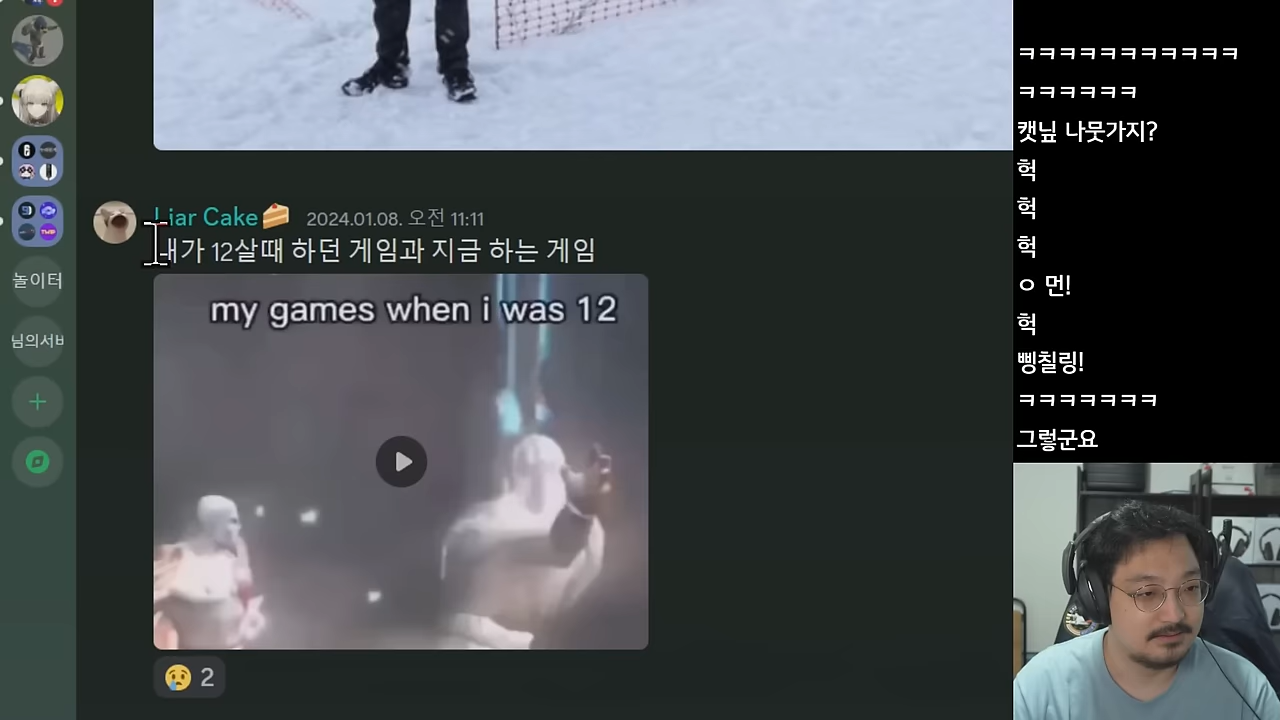 놀이터
님의서버
Liar Cake🍰 2024.01.08. 오전 11:11
내가 12살때 하던 게임과 지금 하는 게임
my games when i was 12
😢 2
ㅋㅋㅋㅋㅋㅋㅋㅋㅋㅋㅋ
ㅋㅋㅋㅋㅋㅋ
캣닢 나뭇가지?
헉
헉
헉
ㅇ 먼!
헉
삥칠링!
ㅋㅋㅋㅋㅋㅋㅋ
그렇군요